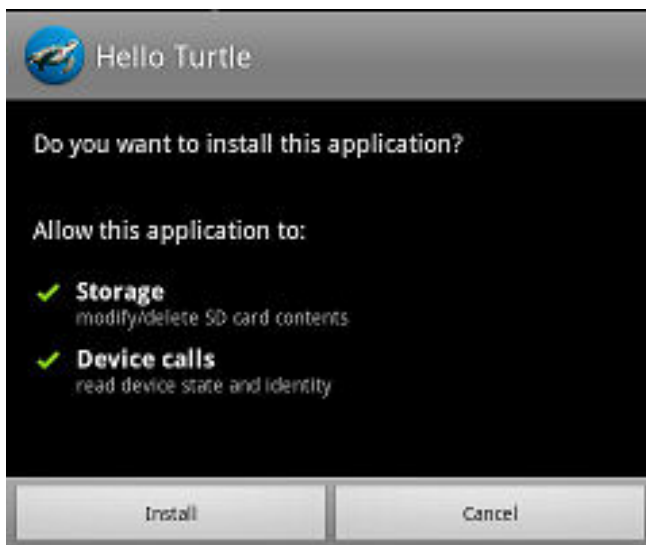 Hello Turtle
Do you want to install this application?
Allow this application to:
Storage
modify/delete SD card contents
Device calls
read device state and identity
Install
Cancel